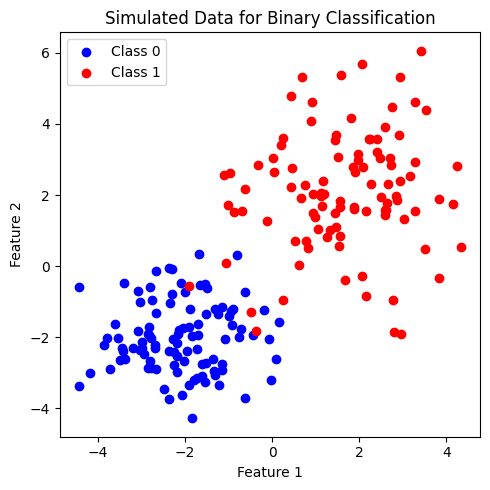 Simulated Data for Binary Classification
Class 0
Class 1
6
4
2
0
−2
−4
Feature 2
−4
−2
0
2
4
Feature 1